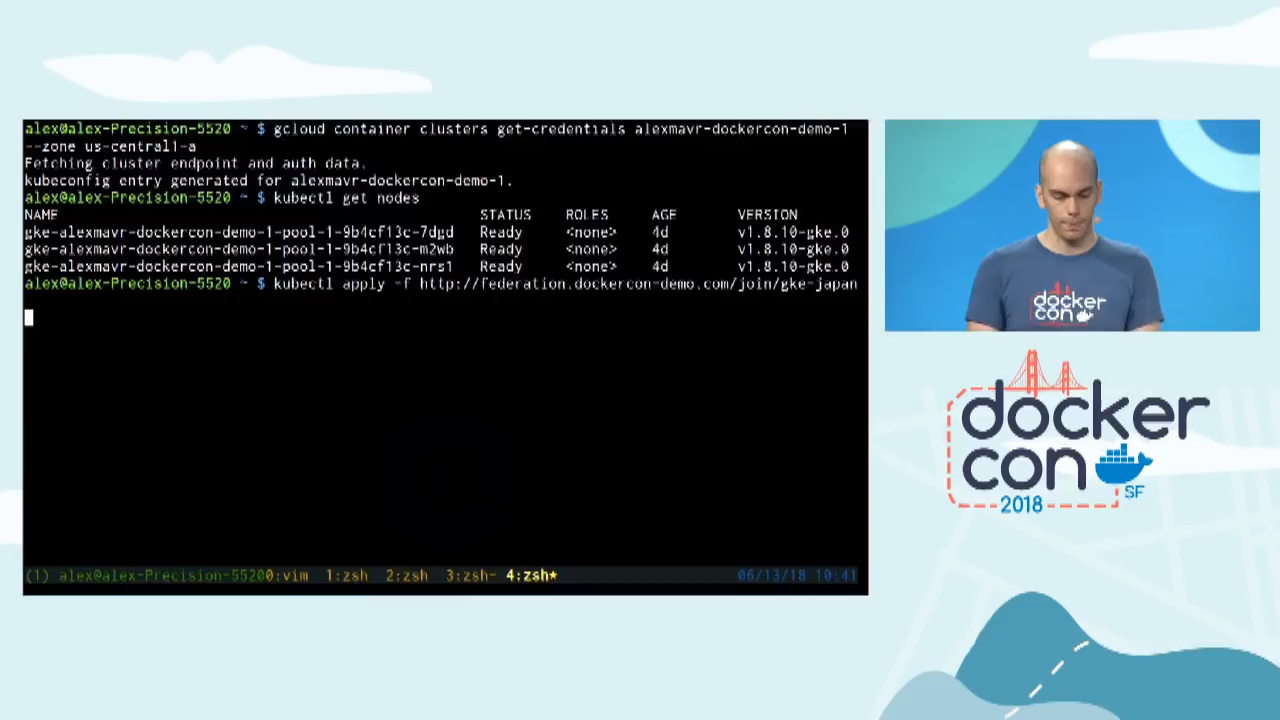 alex@alex-Precision-5520 ~ $ gcloud container clusters get-credentials alexmavr-dockercon-demo-1
--zone us-central1-a
Fetching cluster endpoint and auth data.
kubeconfig entry generated for alexmavr-dockercon-demo-1.
alex@alex-Precision-5520 ~ $ kubectl get nodes
NAME STATUS ROLES AGE VERSION
gke-alexmavr-dockercon-demo-1-pool-1-9b4cf13c-7dgd Ready <none> 4d v1.8.10-gke.0
gke-alexmavr-dockercon-demo-1-pool-1-9b4cf13c-m2wb Ready <none> 4d v1.8.10-gke.0
gke-alexmavr-dockercon-demo-1-pool-1-9b4cf13c-nrs1 Ready <none> 4d v1.8.10-gke.0
alex@alex-Precision-5520 ~ $ kubectl apply -f http://federation.dockercon-demo.com/join/gke-japan
(1) alex@alex-Precision-55200:vim 1:zsh 2:zsh 3:zsh- 4:zsh* 06/13/18 10:41
docker
con
docker
con
SF
2018